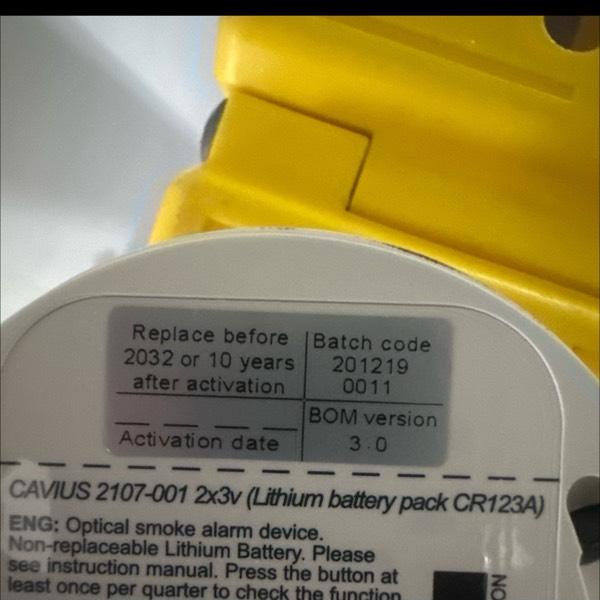 Replace before
2032 or 10 years
after activation
Activation date
Batch code
201219
0011
BOM version
3.0
CAVIUS 2107-001 2x3v (Lithium battery pack CR123A)
ENG: Optical smoke alarm device.
Non-replaceable Lithium Battery. Please
see instruction manual. Press the button at
least once per quarter to check the function